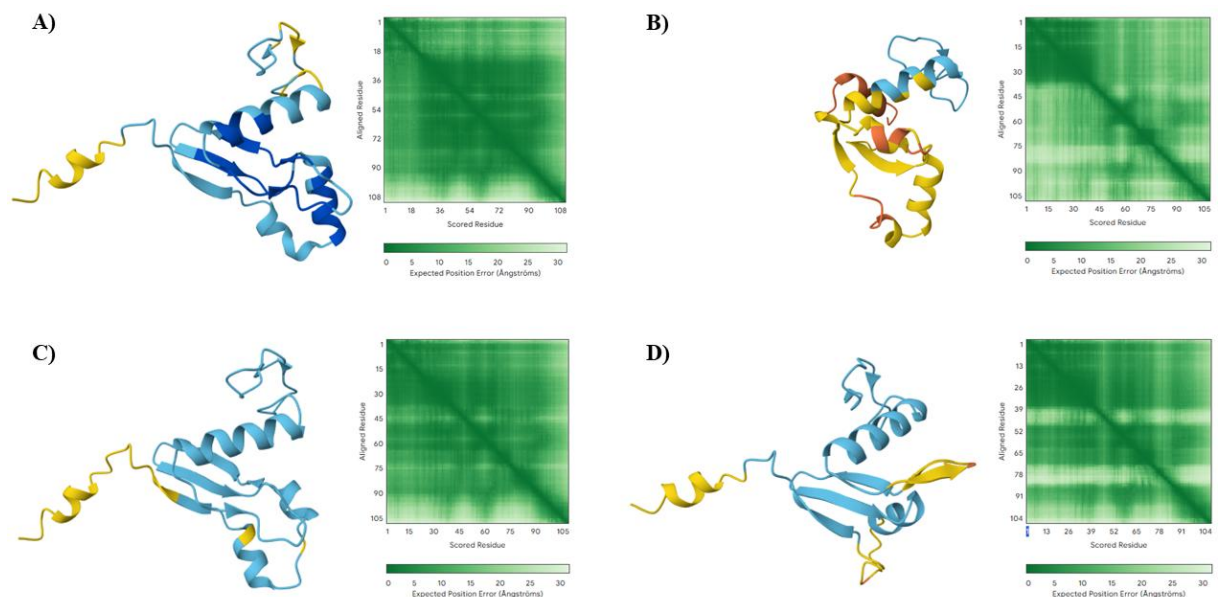 A)
1
18
36
54
72
90
108
Aligned Residue
1 18 36 54 72 90 108
Scored Residue
0 5 10 15 20 25 30
Expected Position Error (Ångströms)
B)
1
15
30
45
60
75
90
105
Aligned Residue
1 15 30 45 60 75 90 105
Scored Residue
0 5 10 15 20 25 30
Expected Position Error (Ångströms)
C)
1
15
30
45
60
75
90
105
Aligned Residue
1 15 30 45 60 75 90 105
Scored Residue
0 5 10 15 20 25 30
Expected Position Error (Ångströms)
D)
1
13
26
39
52
65
78
91
104
Aligned Residue
13 26 39 52 65 78 91 104
Scored Residue
0 5 10 15 20 25 30
Expected Position Error (Ångströms)